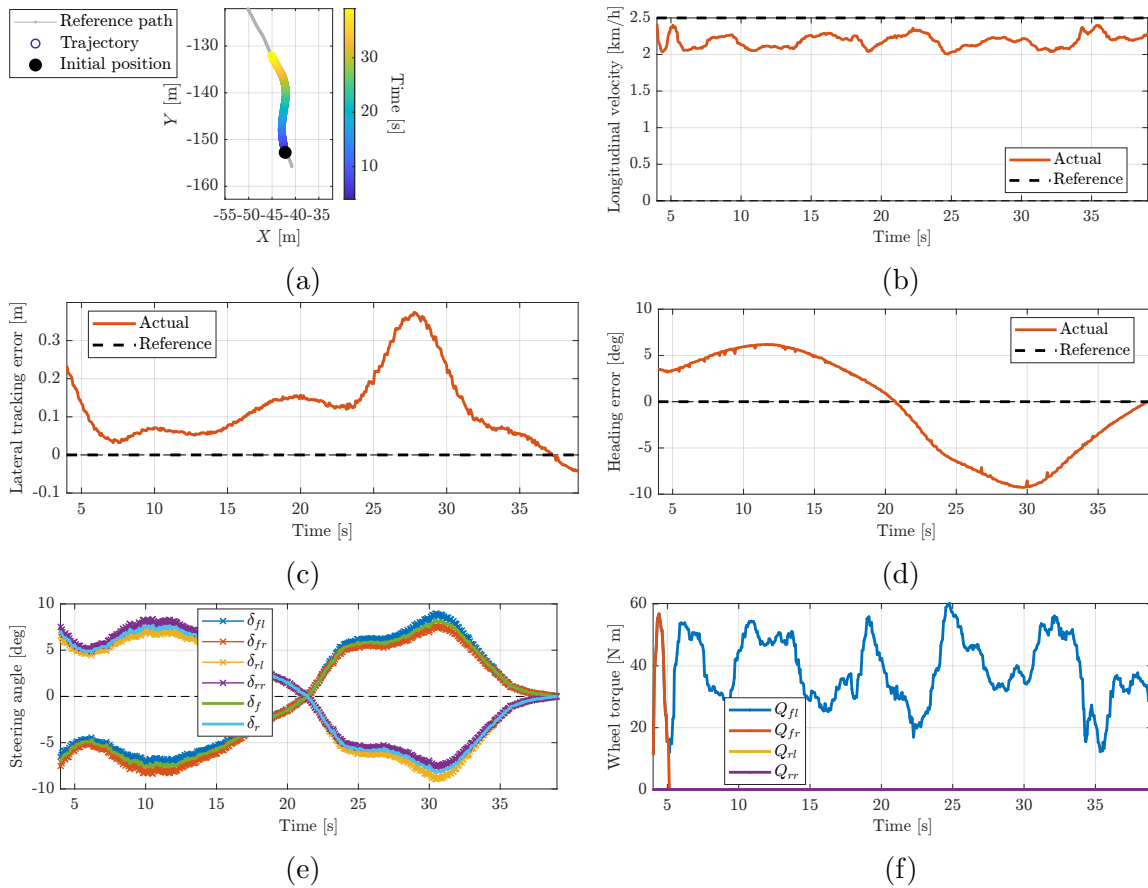 Reference path
Trajectory
Initial position
-130
-140
-150
-160
Y [m]
-55-50-45-40-35
X [m]
30
20
10
Time [s]
(a)
2.5
2
1.5
1
0.5
0
Longitudinal velocity [km/h]
Actual
Reference
5 10 15 20 25 30 35
Time [s]
(b)
0.3
0.2
0.1
0
-0.1
Lateral tracking error [m]
Actual
Reference
5 10 15 20 25 30 35
Time [s]
(c)
10
5
0
-5
-10
Heading error [deg]
Actual
Reference
5 10 15 20 25 30 35
Time [s]
(d)
10
5
0
-5
-10
Steering angle [deg]
δ_fl
δ_fr
δ_rl
δ_rr
δ_f
δ_r
5 10 15 20 25 30 35
Time [s]
(e)
60
40
20
0
Wheel torque [N m]
Q_fl
Q_fr
Q_rl
Q_rr
5 10 15 20 25 30 35
Time [s]
(f)